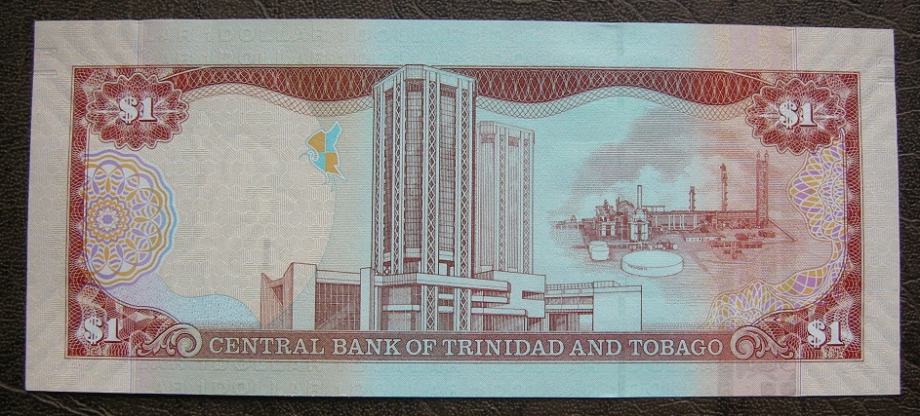 $1 $1
$1 $1
CENTRAL BANK OF TRINIDAD AND TOBAGO